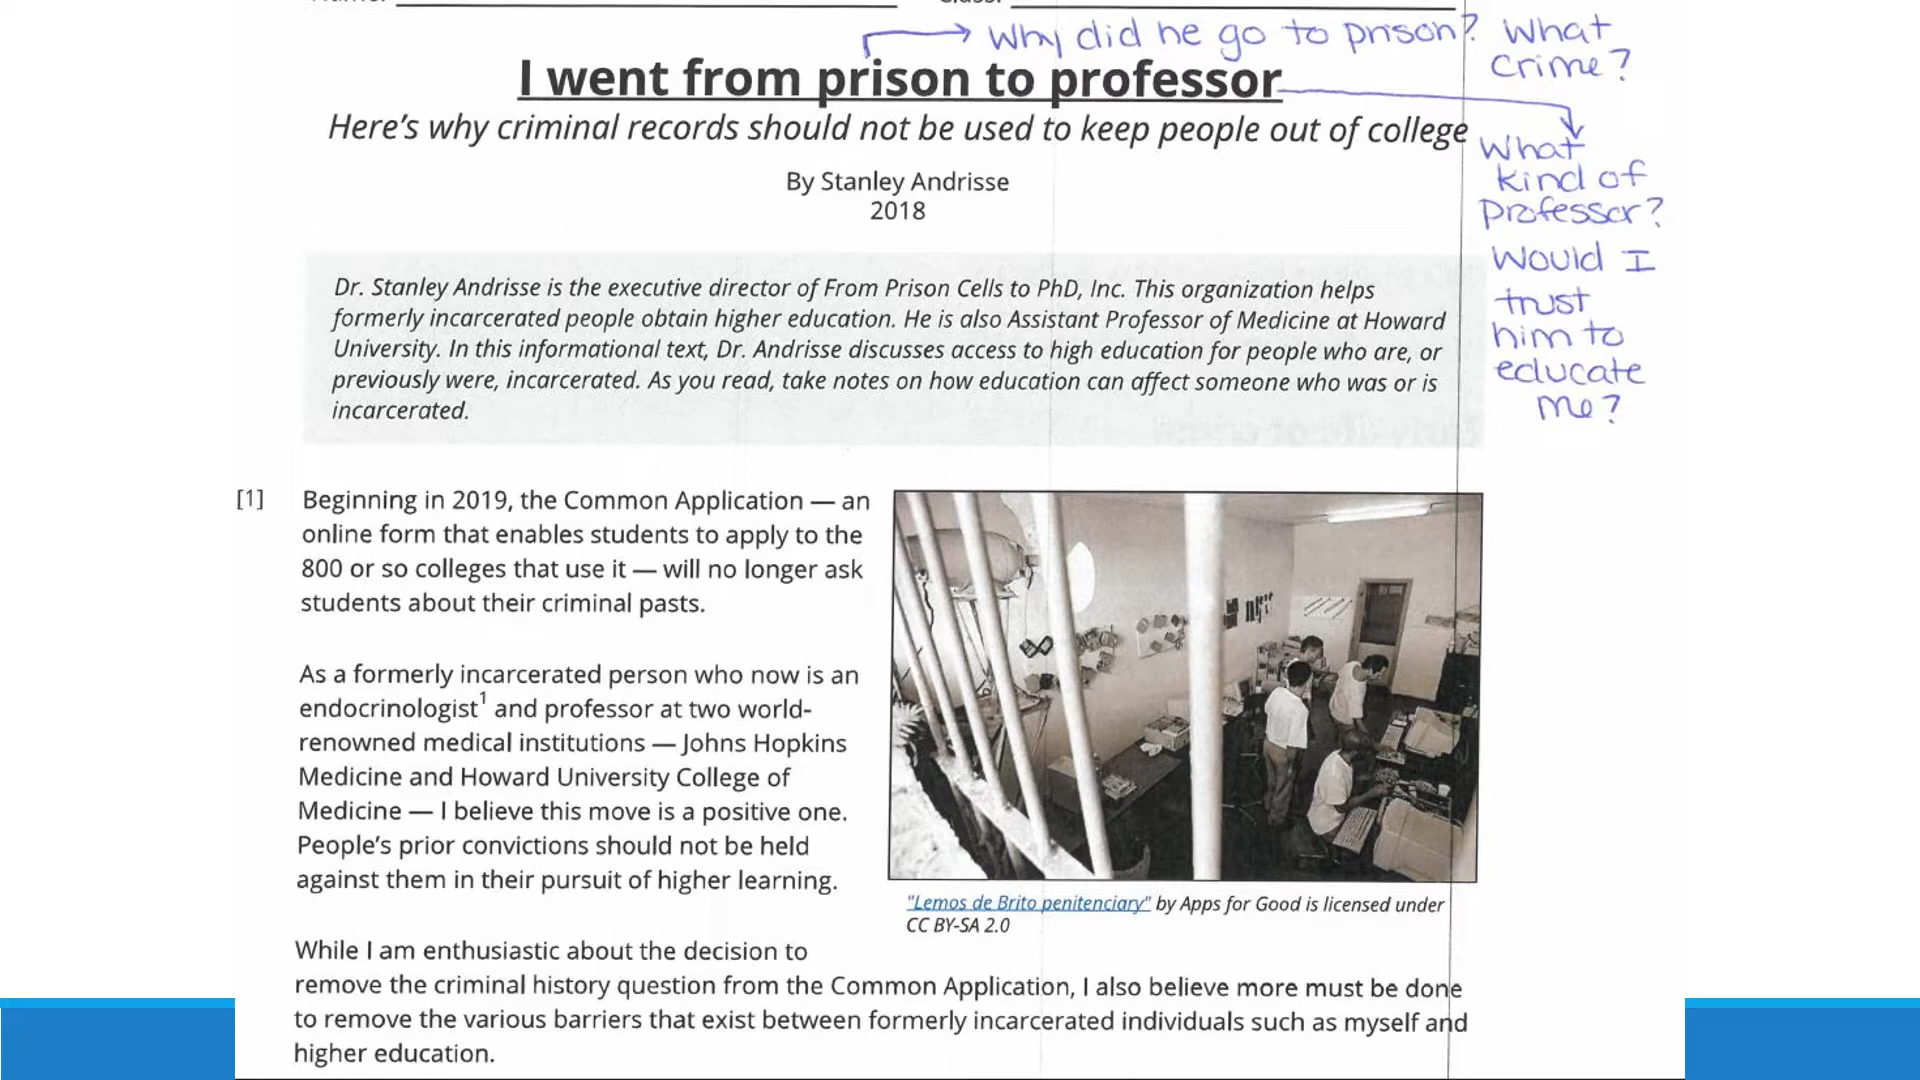 Why did he go to prison? What
crime?
I went from prison to professor
Here's why criminal records should not be used to keep people out of college
What
kind of
professor?
By Stanley Andrisse
2018
Would I
trust
him to
educate
me?
Dr. Stanley Andrisse is the executive director of From Prison Cells to PhD, Inc. This organization helps
formerly incarcerated people obtain higher education. He is also Assistant Professor of Medicine at Howard
University. In this informational text, Dr. Andrisse discusses access to high education for people who are, or
previously were, incarcerated. As you read, take notes on how education can affect someone who was or is
incarcerated.
[1] Beginning in 2019, the Common Application — an
online form that enables students to apply to the
800 or so colleges that use it — will no longer ask
students about their criminal pasts.
As a formerly incarcerated person who now is an
endocrinologist1 and professor at two world-
renowned medical institutions — Johns Hopkins
Medicine and Howard University College of
Medicine — I believe this move is a positive one.
People's prior convictions should not be held
against them in their pursuit of higher learning.
"Lemos de Brito penitenciary" by Apps for Good is licensed under
CC BY-SA 2.0
While I am enthusiastic about the decision to
remove the criminal history question from the Common Application, I also believe more must be done
to remove the various barriers that exist between formerly incarcerated individuals such as myself and
higher education.